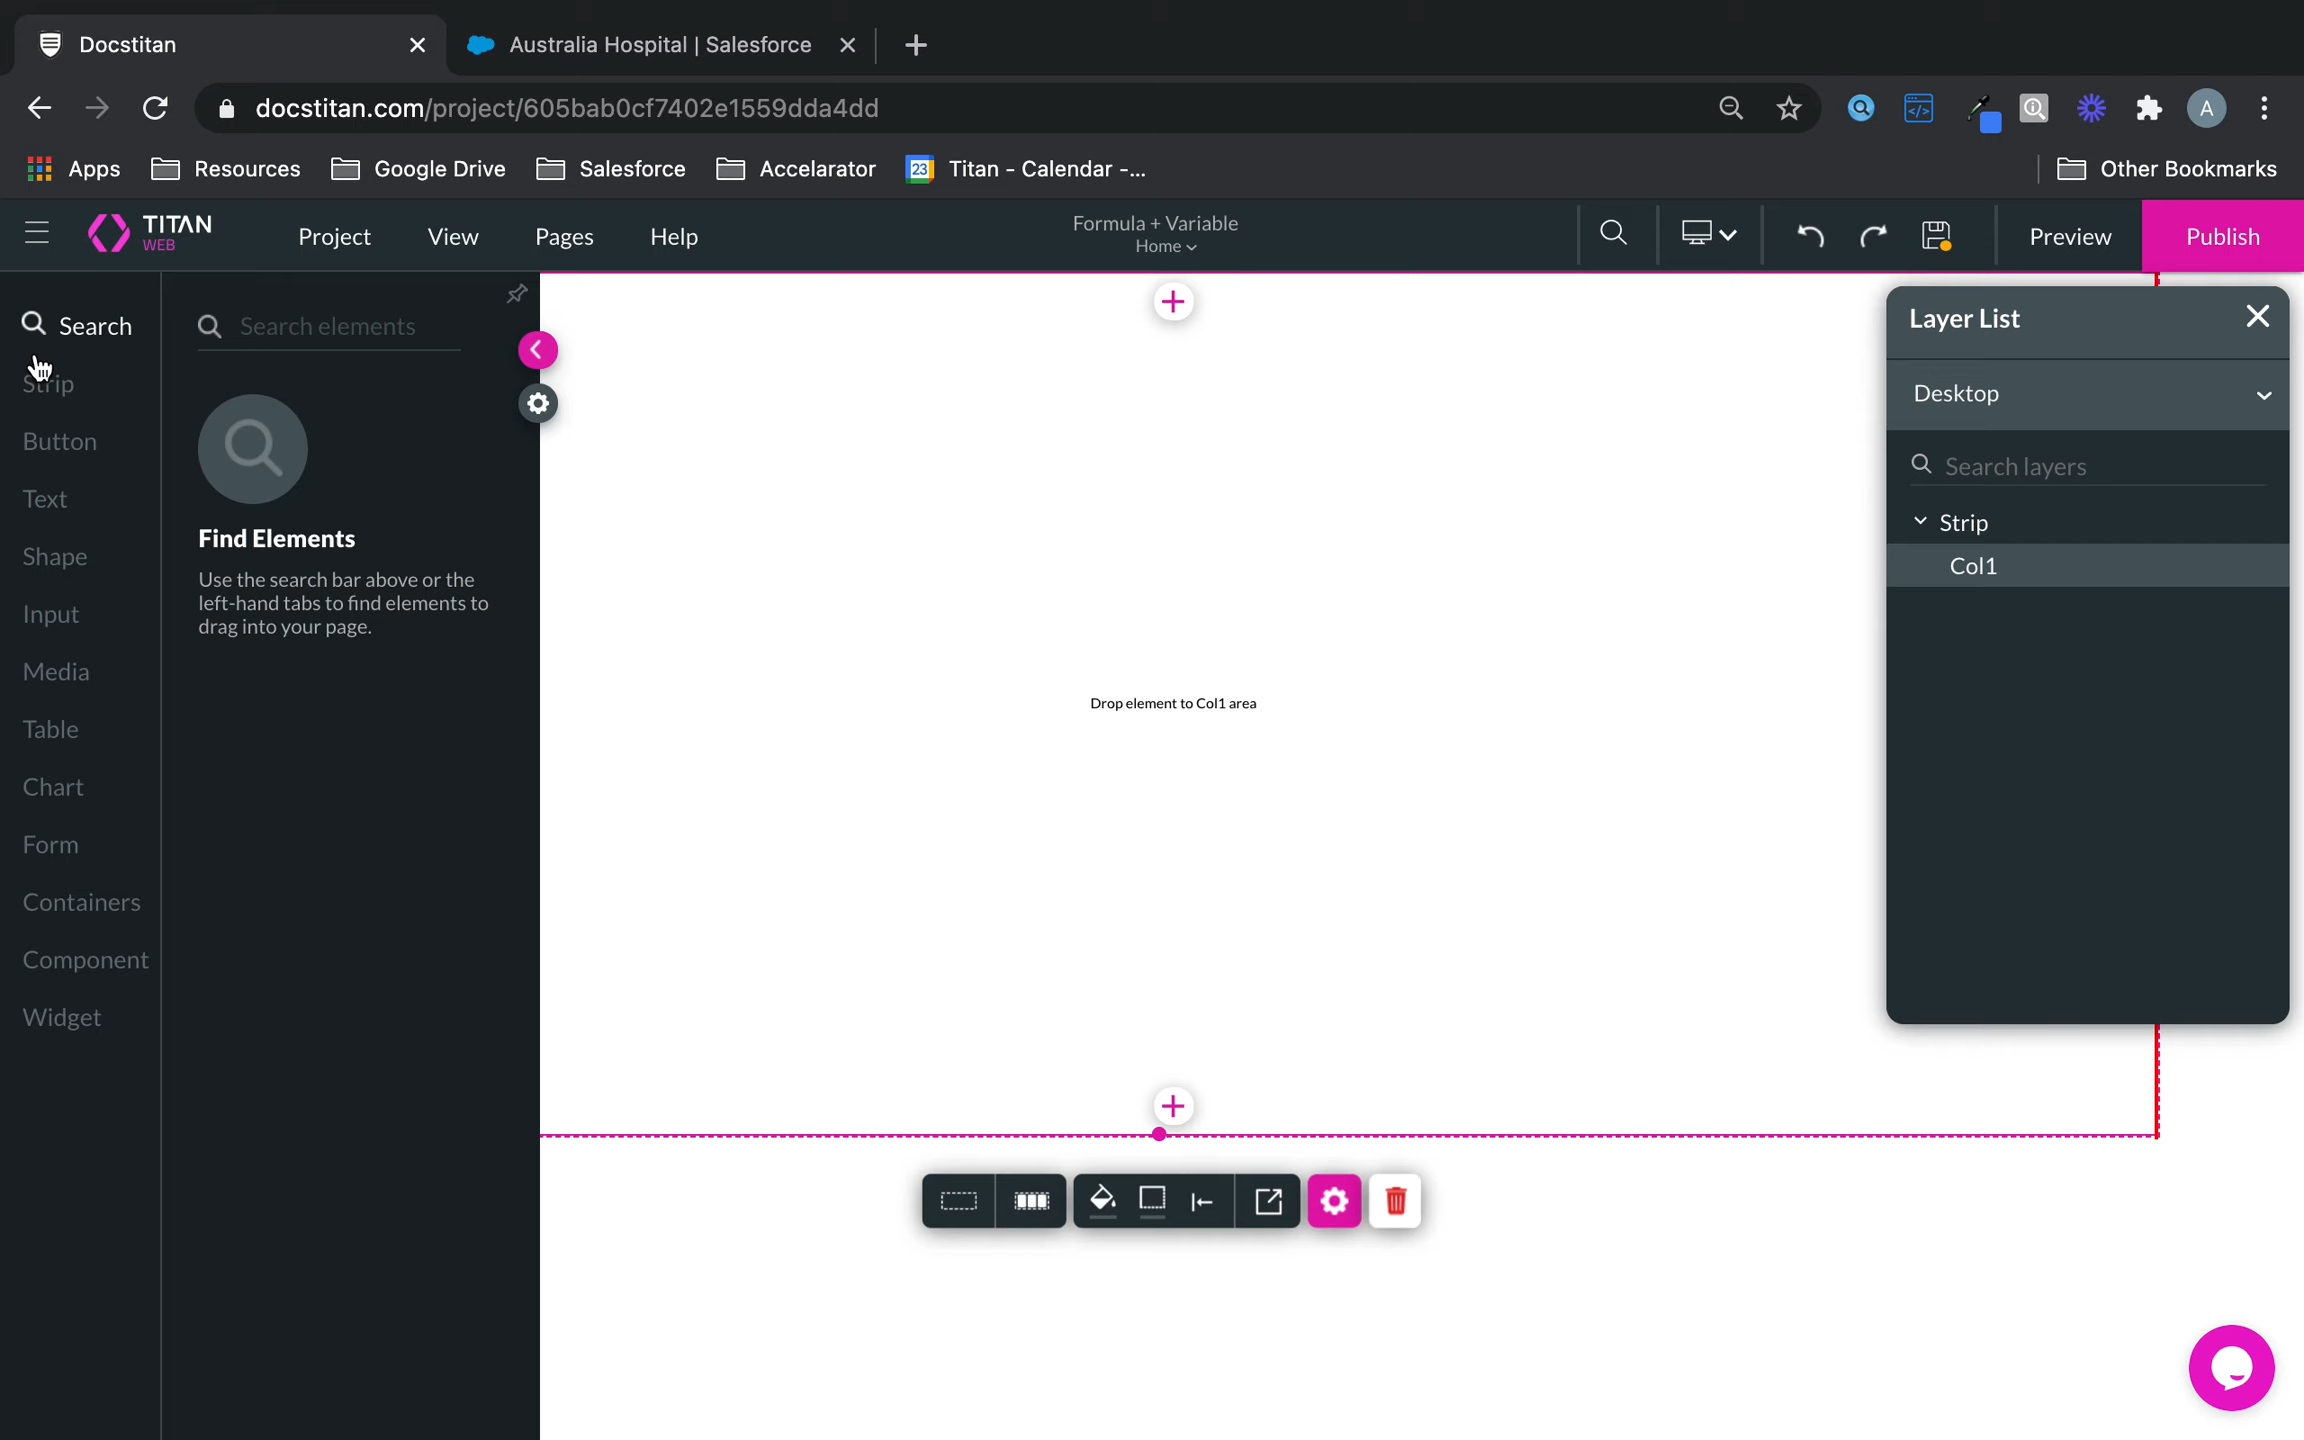 Docstitan
Australia Hospital | Salesforce
docstitan.com/project/605bab0cf7402e1559dda4dd
A
Apps
Resources
Google Drive
Salesforce
Accelarator
23
Titan - Calendar -...
Other Bookmarks
TITAN
WEB
Project
View
Pages
Help
Formula + Variable
Home
Preview
Publish
Search
Strip
Button
Text
Shape
Input
Media
Table
Chart
Form
Containers
Component
Widget
Search elements
Find Elements
Use the search bar above or the
left-hand tabs to find elements to
drag into your page.
Drop element to Col1 area
Layer List
Desktop
Search layers
Strip
Col1